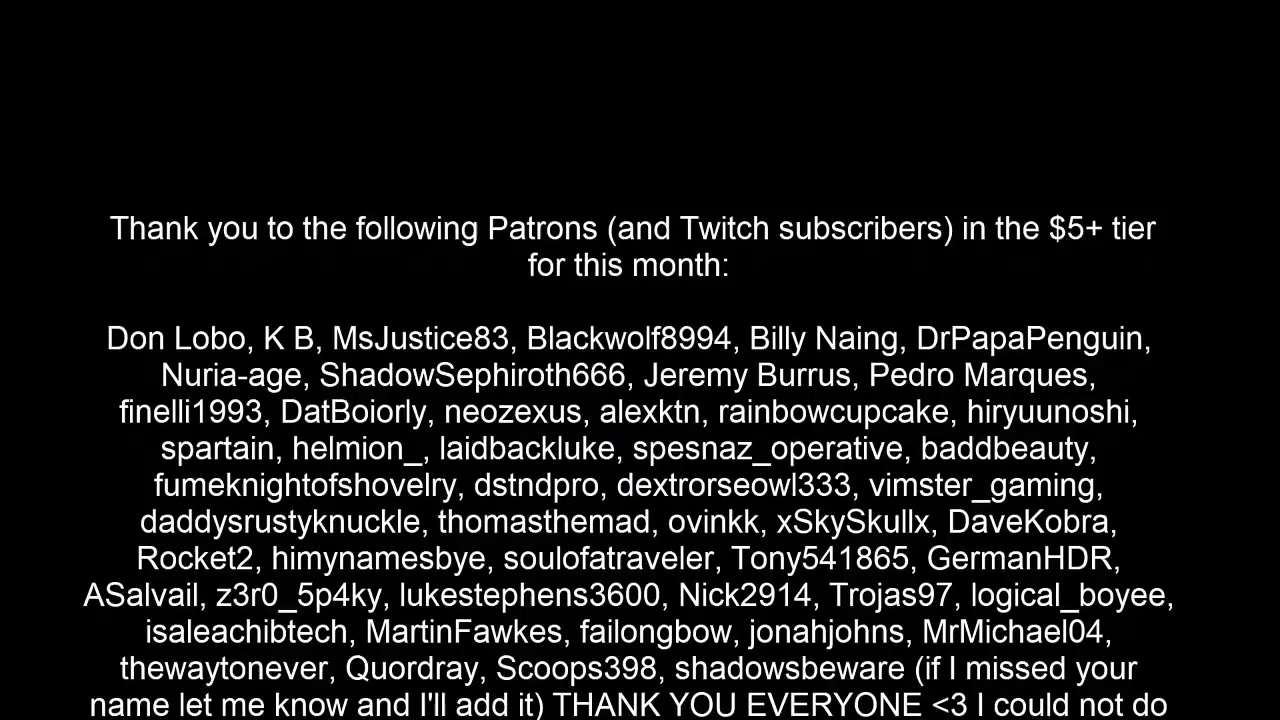 Thank you to the following Patrons (and Twitch subscribers) in the $5+ tier
for this month:
Don Lobo, K B, MsJustice83, Blackwolf8994, Billy Naing, DrPapaPenguin,
Nuria-age, ShadowSephiroth666, Jeremy Burrus, Pedro Marques,
finelli1993, DatBoiorly, neozexus, alexktn, rainbowcupcake, hiryuunoshi,
spartain, helmion_, laidbackluke, spesnaz_operative, baddbeauty,
fumeknightofshovelry, dstndpro, dextrorseowl333, vimster_gaming,
daddysrustyknuckle, thomasthemad, ovinkk, xSkySkullx, DaveKobra,
Rocket2, himynamesbye, soulofatraveler, Tony541865, GermanHDR,
ASalvail, z3r0_5p4ky, lukestephens3600, Nick2914, Trojas97, logical_boyee,
isaleachibtech, MartinFawkes, failongbow, jonahjohns, MrMichael04,
thewaytonever, Quordray, Scoops398, shadowsbeware (if I missed your
name let me know and I'll add it) THANK YOU EVERYONE <3 I could not do